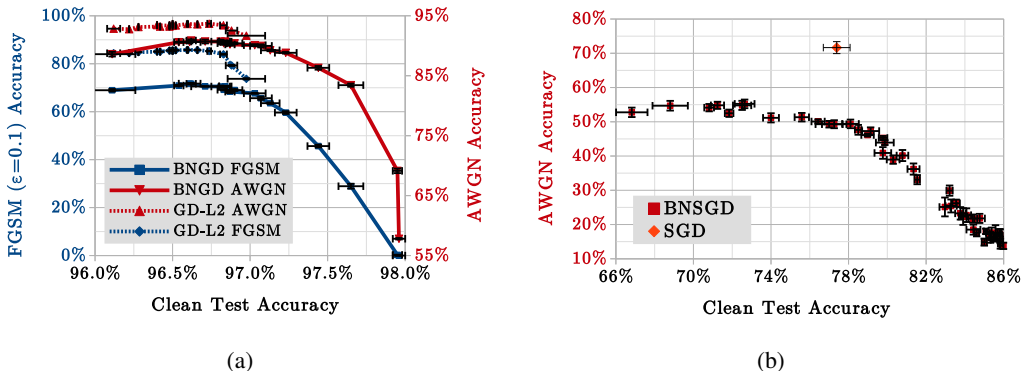 100%
80%
60%
40%
20%
0%
FGSM (ε=0.1) Accuracy
95%
85%
75%
65%
55%
AWGN Accuracy
BNGD FGSM
BNGD AWGN
GD-L2 AWGN
GD-L2 FGSM
96.0% 96.5% 97.0% 97.5% 98.0%
Clean Test Accuracy
(a)
80%
70%
60%
50%
40%
30%
20%
10%
AWGN Accuracy
BNSGD
SGD
66% 70% 74% 78% 82% 86%
Clean Test Accuracy
(b)